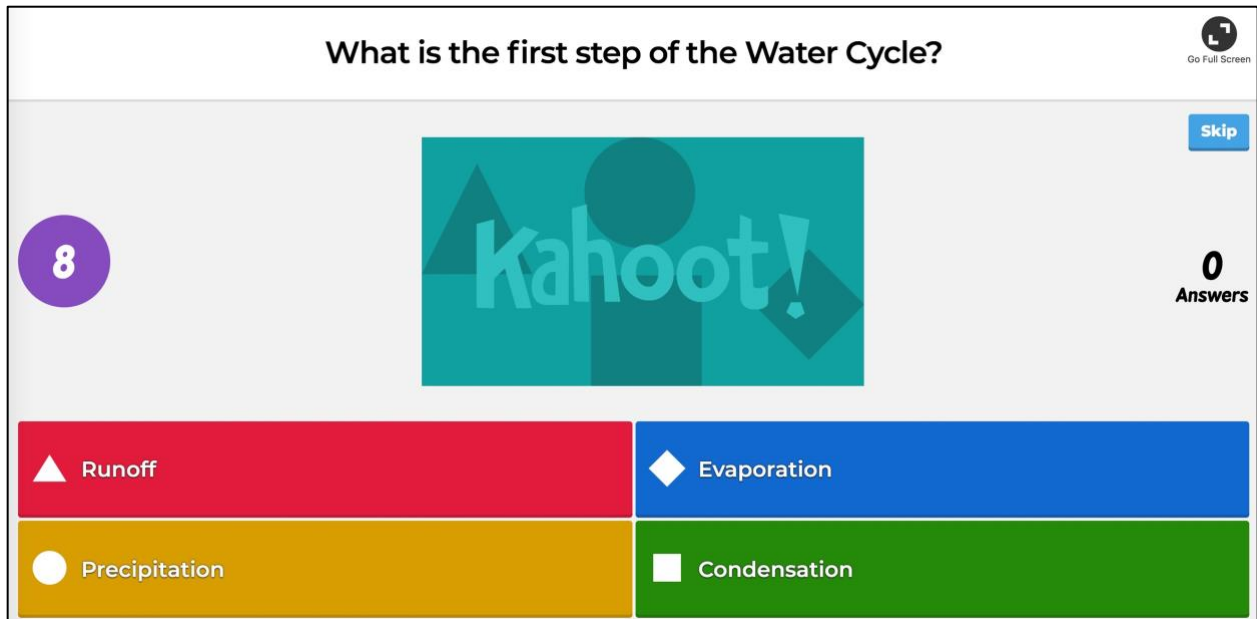 What is the first step of the Water Cycle?
Go Full Screen
Skip
Kahoot!
8
0
Answers
Runoff
Evaporation
Precipitation
Condensation